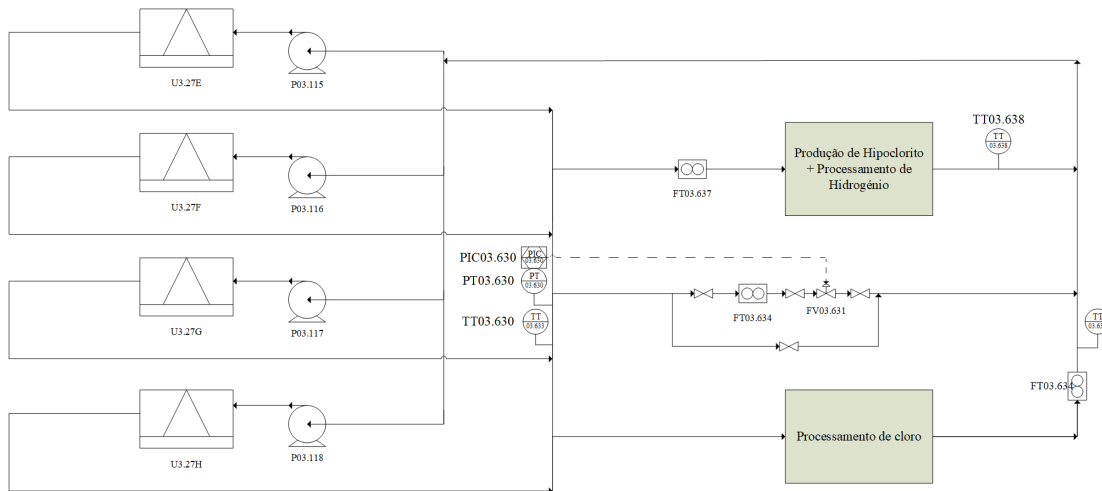 U3.27E
P03.115
U3.27F
P03.116
U3.27G
P03.117
U3.27H
P03.118
PIC03.630
PIC
03.630
PT03.630
PT
03.630
TT03.630
TT
03.633
FT03.637
Produção de Hipoclorito
+ Processamento de
Hidrogénio
TT03.638
TT
03.638
FT03.634
FV03.631
Processamento de cloro
FT03.634